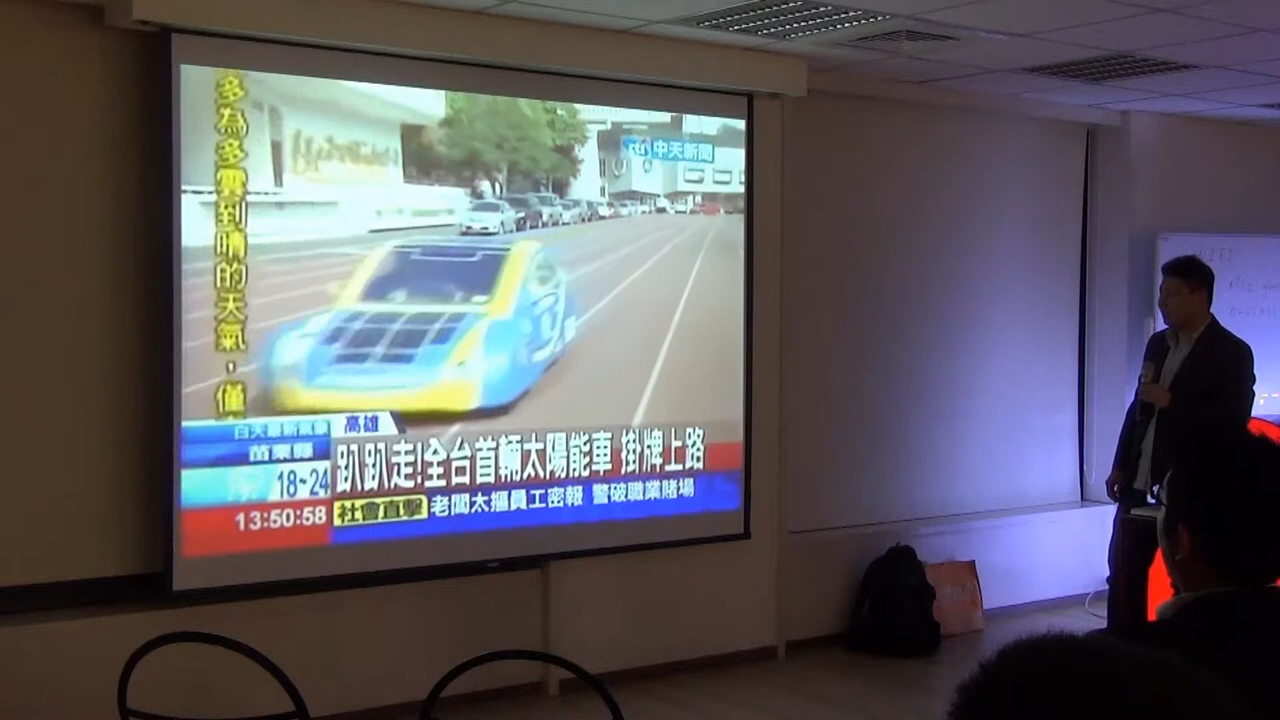 多為多雲到晴的天氣，僅
中天新聞
白天最新氣象
高雄
苗栗縣
趴趴走!全台首輛太陽能車 掛牌上路
18~24
13:50:58
社會直擊 老闆太摳員工密報 警破職業賭場